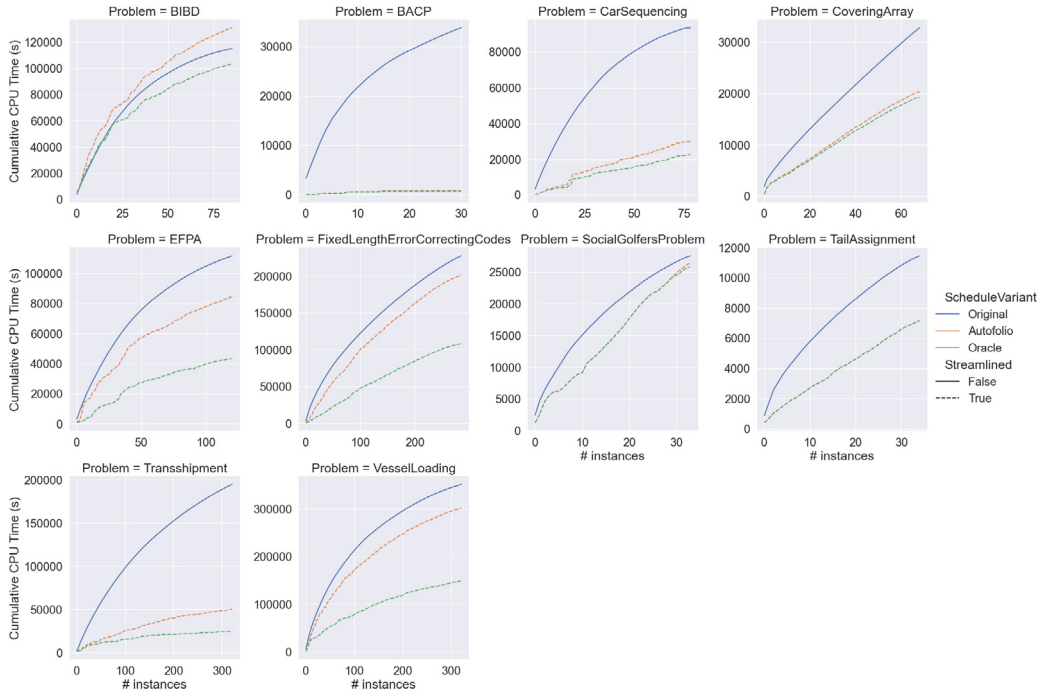 Problem = BIBD
Problem = BACP
Problem = CarSequencing
Problem = CoveringArray
Cumulative CPU Time (s)
120000
100000
80000
60000
40000
20000
0
0 25 50 75
30000
20000
10000
0
0 10 20 30
80000
60000
40000
20000
0
0 25 50 75
30000
20000
10000
0
0 20 40 60
Problem = EFPA
Problem = FixedLengthErrorCorrectingCodes
Problem = SocialGolfersProblem
Problem = TailAssignment
Cumulative CPU Time (s)
100000
80000
60000
40000
20000
0
0 50 100
200000
150000
100000
50000
0
0 100 200
25000
20000
15000
10000
5000
0
0 10 20 30
# instances
12000
10000
8000
6000
4000
2000
0
0 10 20 30
# instances
ScheduleVariant
Original
Autofolio
Oracle
Streamlined
False
True
Problem = Transshipment
Problem = VesselLoading
Cumulative CPU Time (s)
200000
150000
100000
50000
0
0 100 200 300
# instances
300000
200000
100000
0
0 100 200 300
# instances